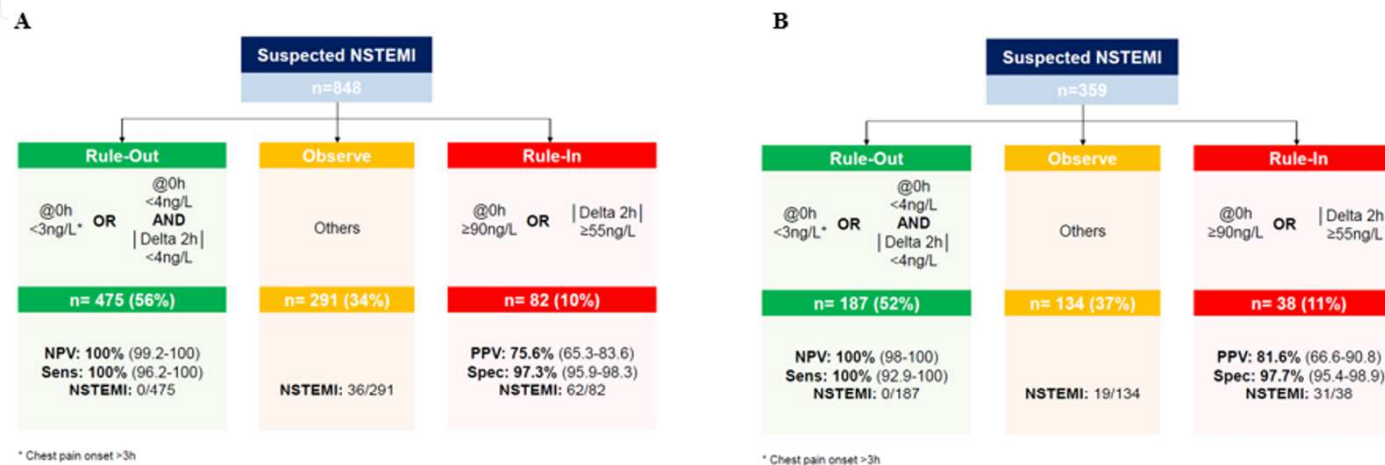 A
Suspected NSTEMI
n=848
Rule-Out
@0h
<3ng/L*
OR
@0h
<4ng/L
AND
|Delta 2h|
<4ng/L
n= 475 (56%)
NPV: 100% (99.2-100)
Sens: 100% (96.2-100)
NSTEMI: 0/475
Observe
Others
n= 291 (34%)
NSTEMI: 36/291
Rule-In
@0h
≥90ng/L
OR
|Delta 2h|
≥55ng/L
n= 82 (10%)
PPV: 75.6% (65.3-83.6)
Spec: 97.3% (95.9-98.3)
NSTEMI: 62/82
* Chest pain onset >3h
B
Suspected NSTEMI
n=359
Rule-Out
@0h
<3ng/L*
OR
@0h
<4ng/L
AND
|Delta 2h|
<4ng/L
n= 187 (52%)
NPV: 100% (98-100)
Sens: 100% (92.9-100)
NSTEMI: 0/187
Observe
Others
n= 134 (37%)
NSTEMI: 19/134
Rule-In
@0h
≥90ng/L
OR
|Delta 2h
≥55ng/L
n= 38 (11%)
PPV: 81.6% (66.6-90.8)
Spec: 97.7% (95.4-98.9)
NSTEMI: 31/38
* Chest pain onset >3h